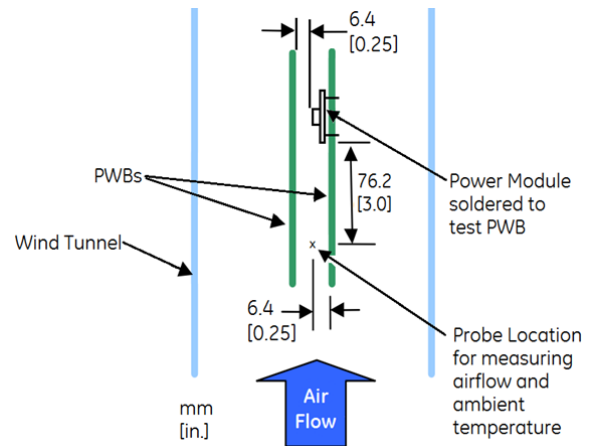 6.4
[0.25]
PWBs
76.2
[3.0]
Power Module
soldered to
test PWB
Wind Tunnel
x
6.4
[0.25]
Probe Location
for measuring
airflow and
ambient
temperature
Air
Flow
mm
[in.]